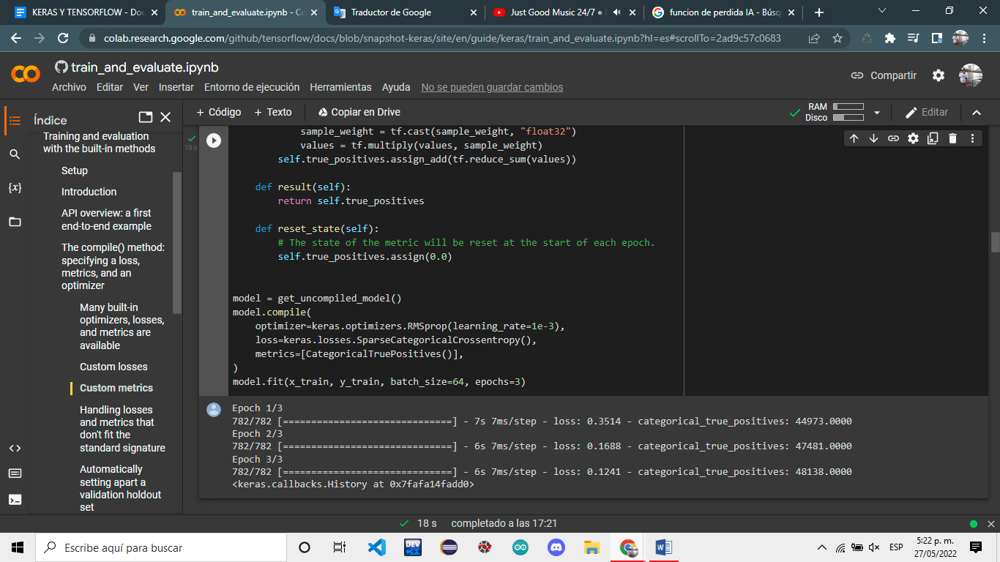 KERAS Y TENSORFLOW - Doc
train_and_evaluate.ipynb - Co
Traductor de Google
Just Good Music 24/7 ●
funcion de perdida IA - Búsq
colab.research.google.com/github/tensorflow/docs/blob/snapshot-keras/site/en/guide/keras/train_and_evaluate.ipynb?hl=es#scrollTo=2ad9c57c0683
train_and_evaluate.ipynb
Archivo Editar Ver Insertar Entorno de ejecución Herramientas Ayuda No se pueden guardar cambios
Compartir
+ Código + Texto Copiar en Drive
RAM
Disco
Editar
Índice
Training and evaluation
with the built-in methods
Setup
Introduction
API overview: a first
end-to-end example
The compile() method:
specifying a loss,
metrics, and an
optimizer
Many built-in
optimizers, losses,
and metrics are
available
Custom losses
Custom metrics
Handling losses
and metrics that
don't fit the
standard signature
Automatically
setting apart a
validation holdout
set
{x}
19 s
sample_weight = tf.cast(sample_weight, "float32")
values = tf.multiply(values, sample_weight)
self.true_positives.assign_add(tf.reduce_sum(values))
def result(self):
return self.true_positives
def reset_state(self):
# The state of the metric will be reset at the start of each epoch.
self.true_positives.assign(0.0)
model = get_uncompiled_model()
model.compile(
optimizer=keras.optimizers.RMSprop(learning_rate=1e-3),
loss=keras.losses.SparseCategoricalCrossentropy(),
metrics=[CategoricalTruePositives()],
)
model.fit(x_train, y_train, batch_size=64, epochs=3)
Epoch 1/3
782/782 [==============================] - 7s 7ms/step - loss: 0.3514 - categorical_true_positives: 44973.0000
Epoch 2/3
782/782 [==============================] - 6s 7ms/step - loss: 0.1688 - categorical_true_positives: 47481.0000
Epoch 3/3
782/782 [==============================] - 6s 7ms/step - loss: 0.1241 - categorical_true_positives: 48138.0000
<keras.callbacks.History at 0x7fafa14fadd0>
18 s completado a las 17:21
Escribe aquí para buscar
DEV
ESP
5:22 p. m.
27/05/2022